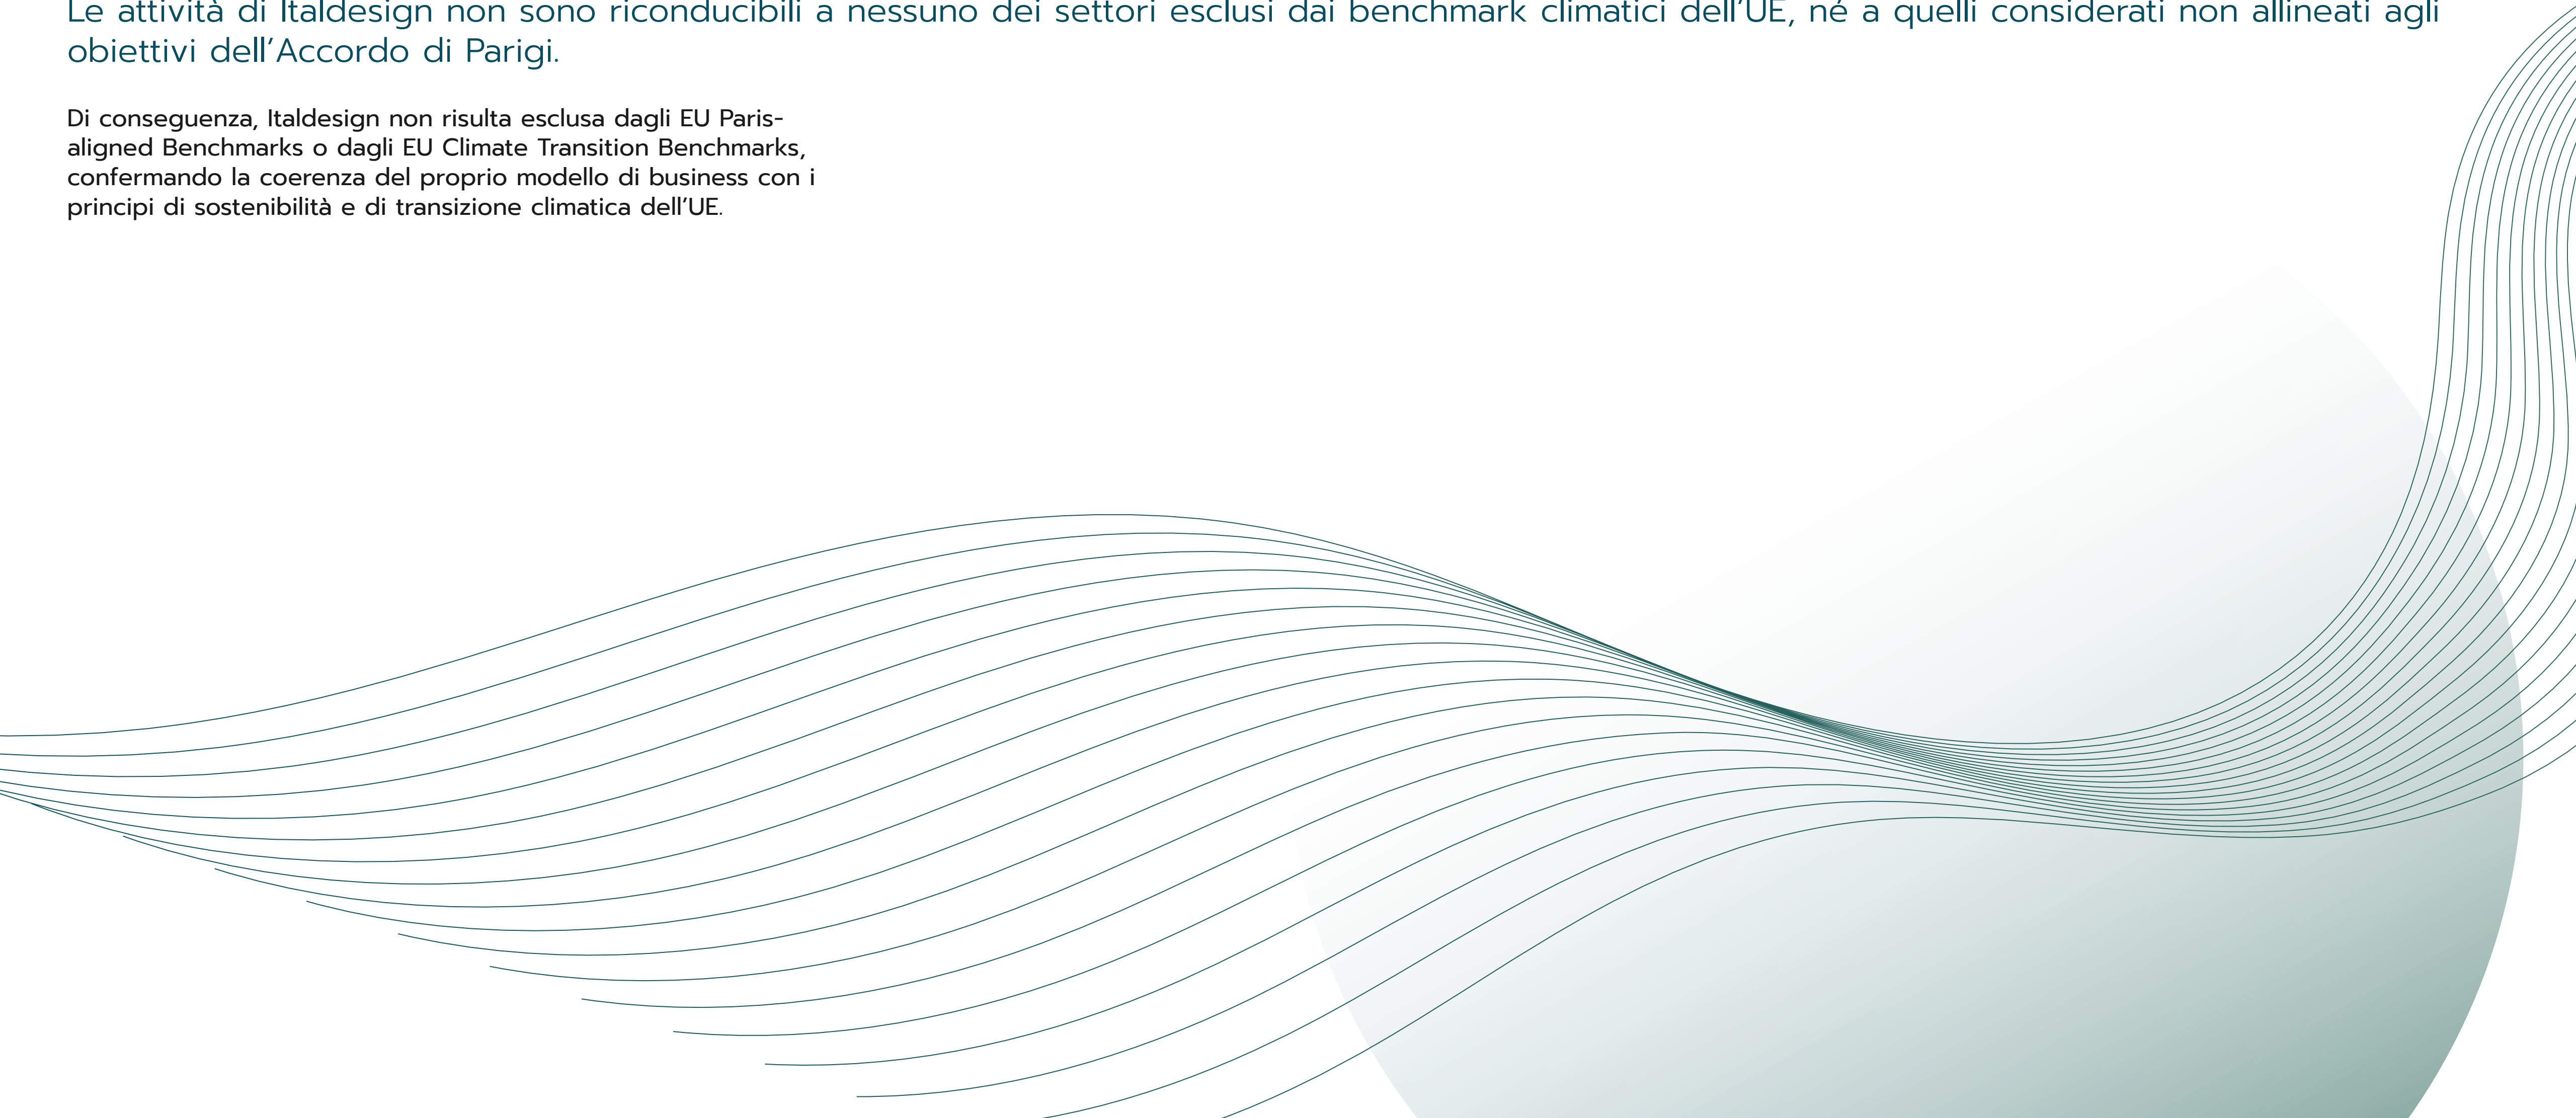 Le attività di Italdesign non sono riconducibili a nessuno dei settori esclusi dai benchmark climatici dell’UE, né a quelli considerati non allineati agli
obiettivi dell’Accordo di Parigi.
Di conseguenza, Italdesign non risulta esclusa dagli EU Paris-
aligned Benchmarks o dagli EU Climate Transition Benchmarks,
confermando la coerenza del proprio modello di business con i
principi di sostenibilità e di transizione climatica dell’UE.